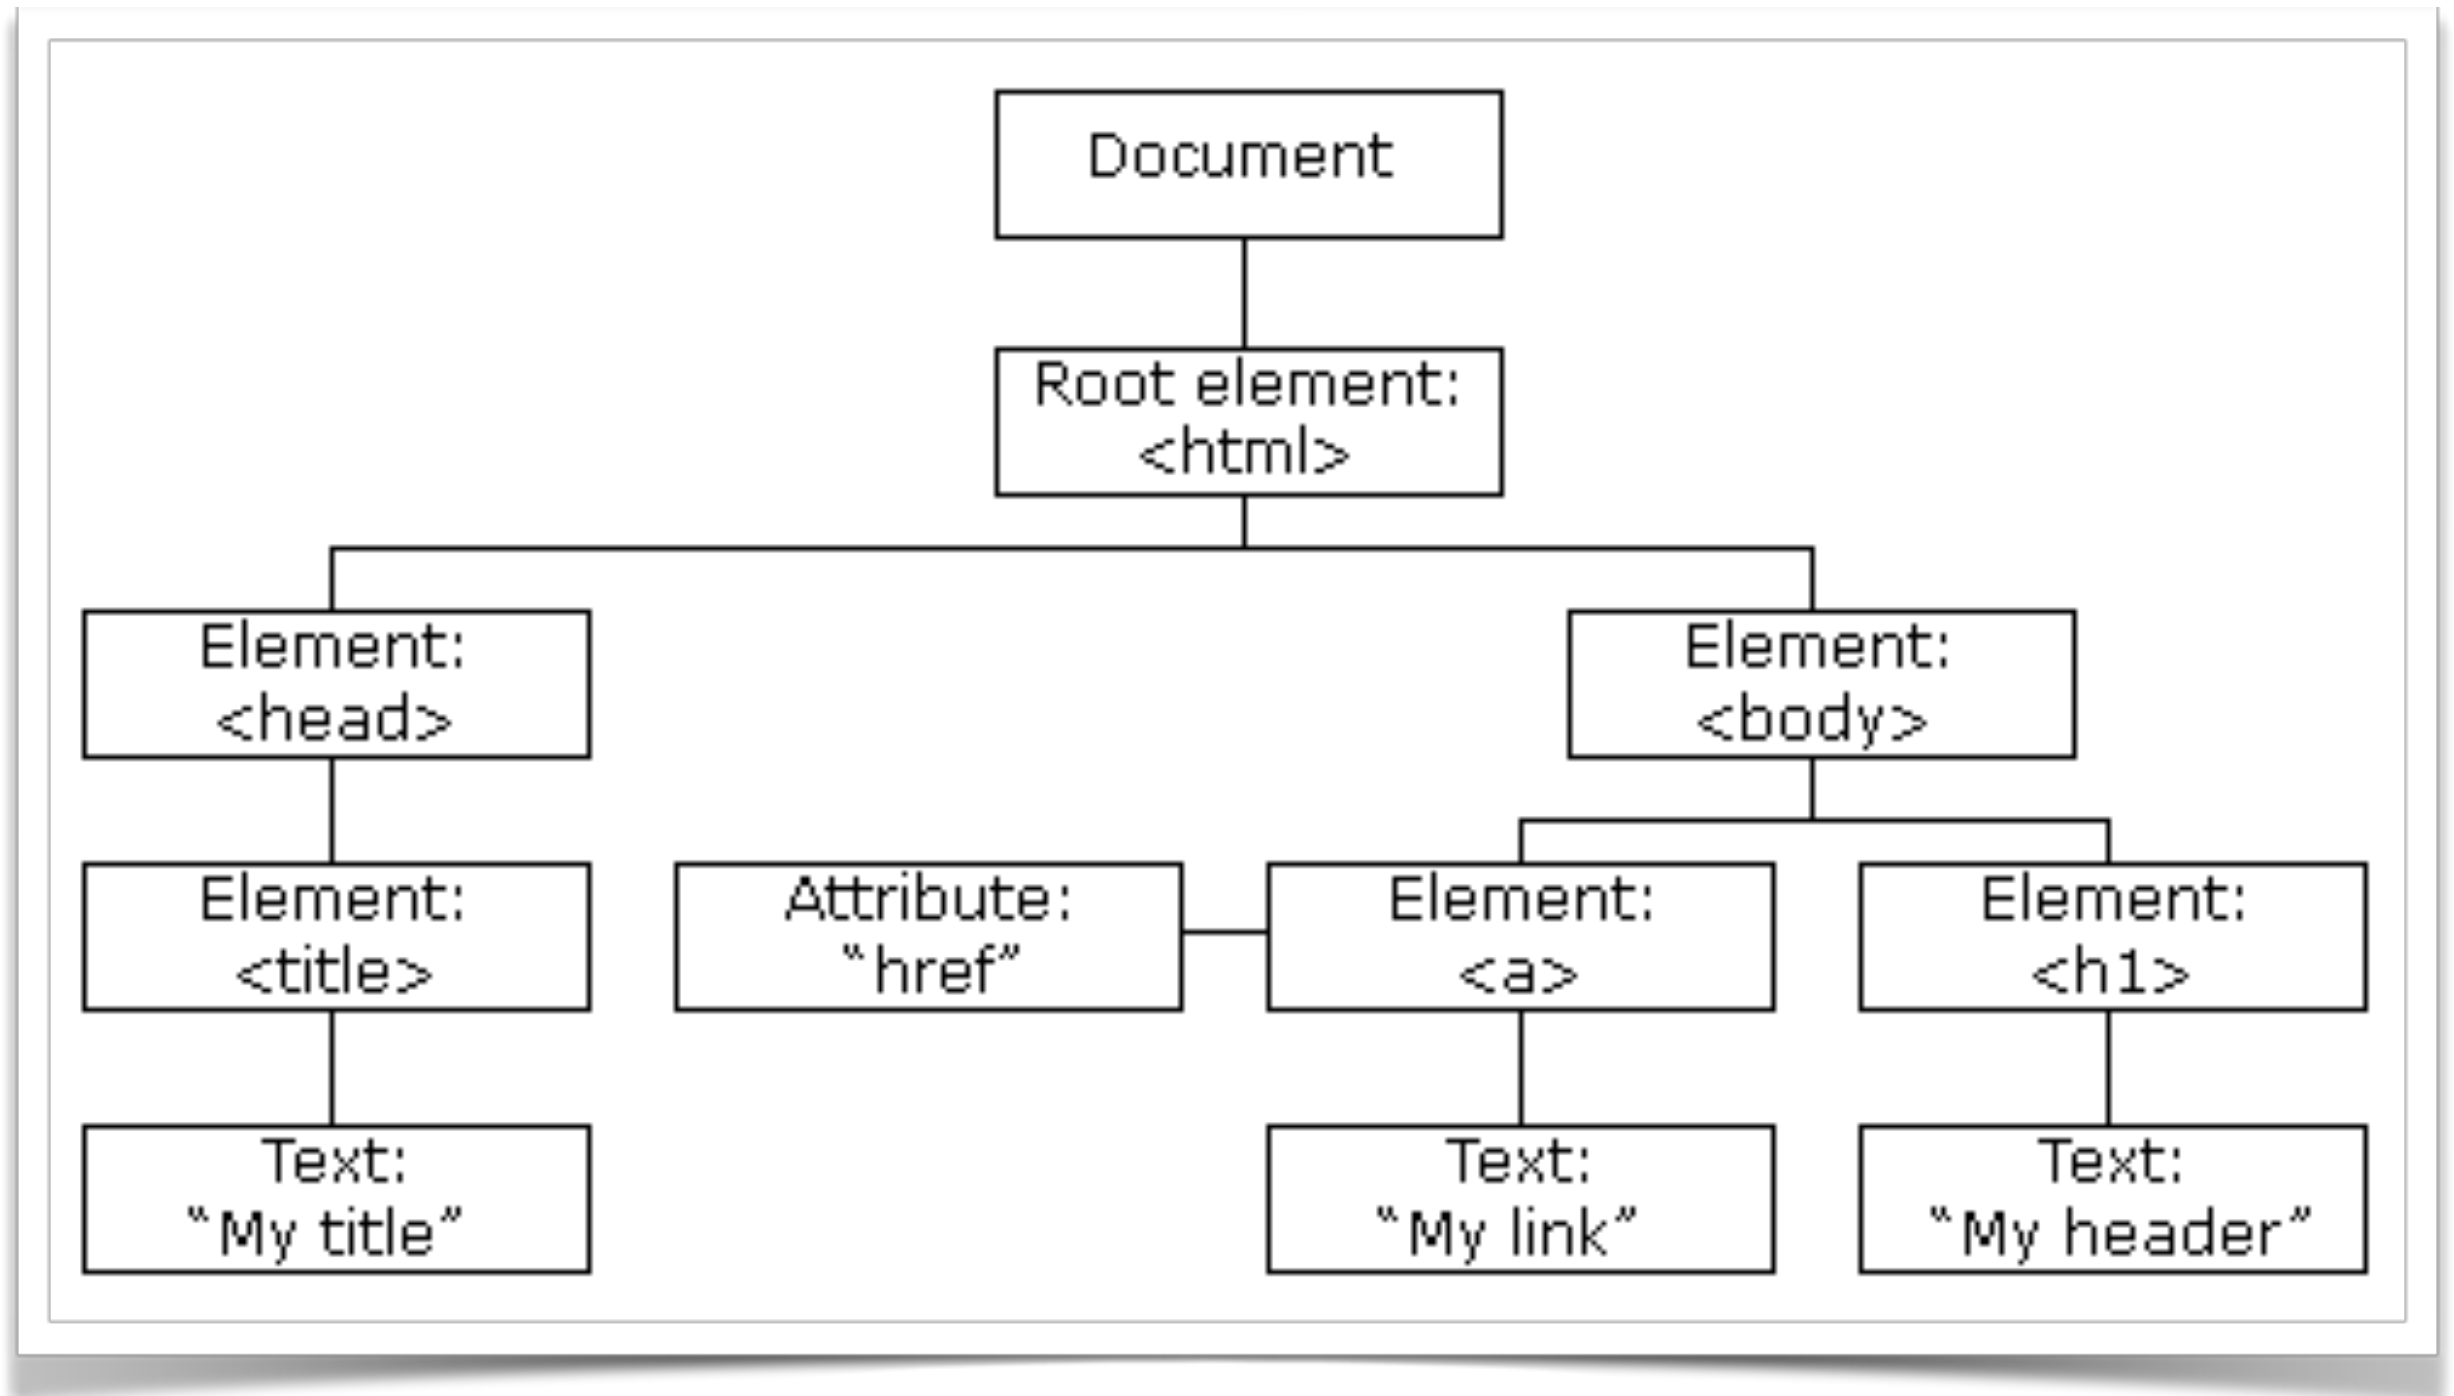 Document
Root element:
<html>
Element:
<head>
Element:
<body>
Element:
<title>
Attribute:
“href”
Element:
<a>
Element:
<h1>
Text:
“My title”
Text:
“My link”
Text:
“My header”